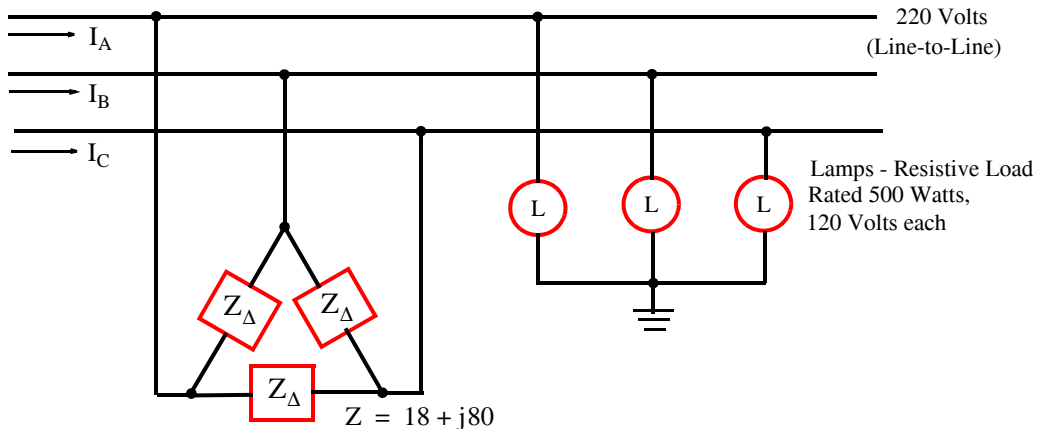 220 Volts
(Line-to-Line)
I_A
I_B
I_C
Lamps - Resistive Load
Rated 500 Watts,
120 Volts each
L L L
Z_Δ Z_Δ
Z_Δ
Z = 18 + j80